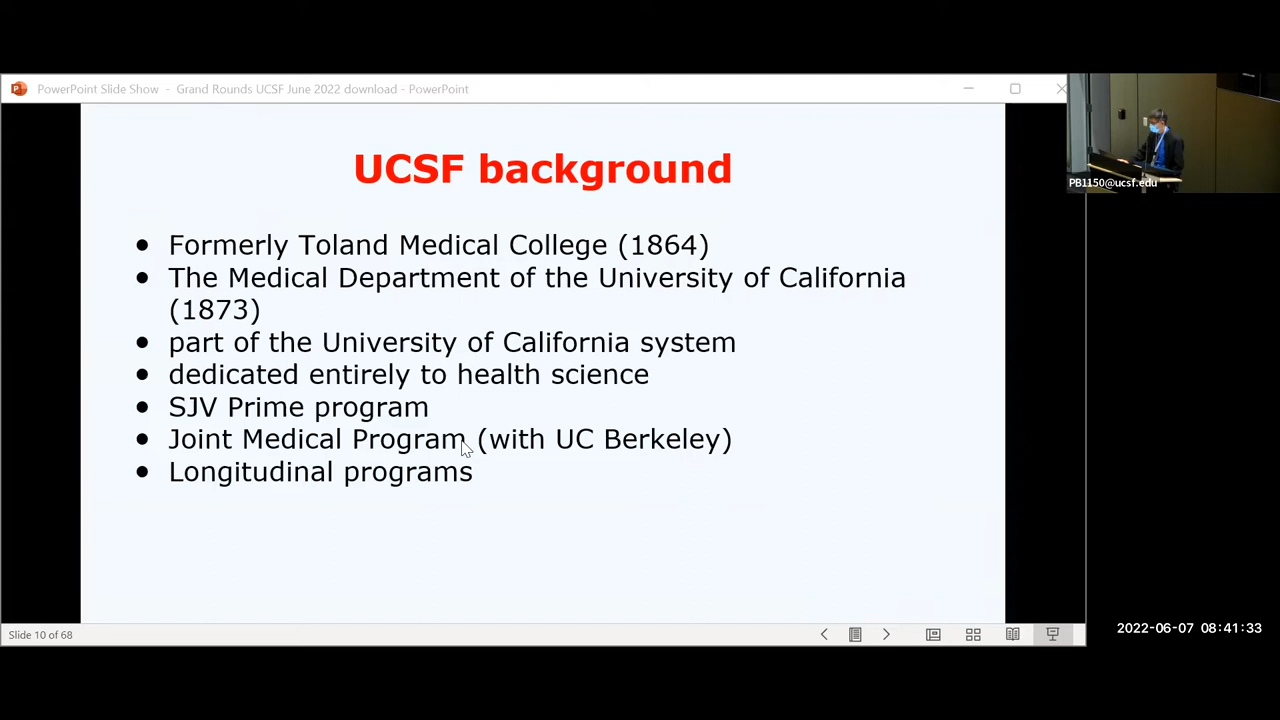 PowerPoint Slide Show - Grand Rounds UCSF June 2022 download - PowerPoint
PB1150@ucsf.edu
UCSF background
• Formerly Toland Medical College (1864)
• The Medical Department of the University of California
(1873)
• part of the University of California system
• dedicated entirely to health science
• SJV Prime program
• Joint Medical Program (with UC Berkeley)
• Longitudinal programs
2022-06-07 08:41:33
Slide 10 of 68